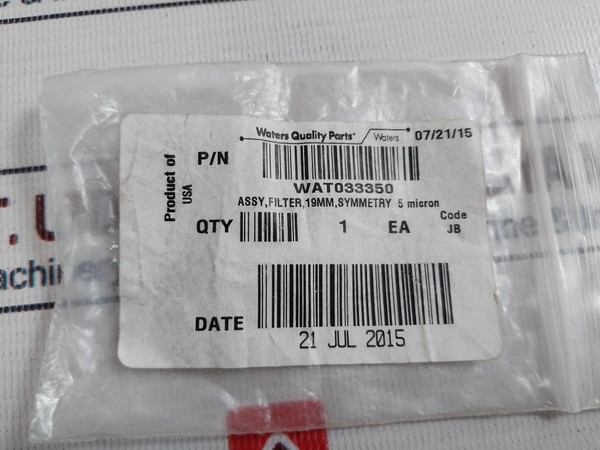 Waters Quality Parts' Waters 07/21/15
Product of USA
P/N
WAT033350
ASSY,FILTER,19MM,SYMMETRY 5 micron
QTY 1 EA Code JB
DATE
21 JUL 2015